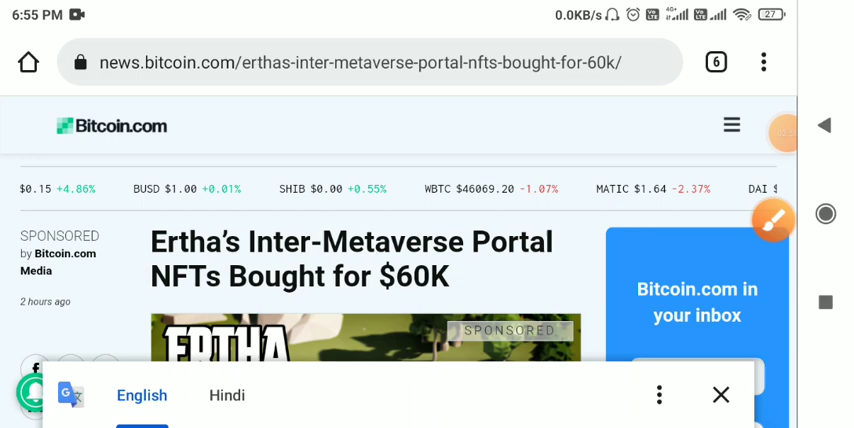 6:55 PM
0.0KB/s
4G+
27
news.bitcoin.com/erthas-inter-metaverse-portal-nfts-bought-for-60k/
6
Bitcoin.com
$0.15 +4.86% BUSD $1.00 +0.01% SHIB $0.00 +0.55% WBTC $46069.20 -1.07% MATIC $1.64 -2.37% DAI
SPONSORED
by Bitcoin.com
Media
2 hours ago
Ertha's Inter-Metaverse Portal
NFTs Bought for $60K
SPONSORED
ERTHA
Bitcoin.com in
your inbox
English Hindi